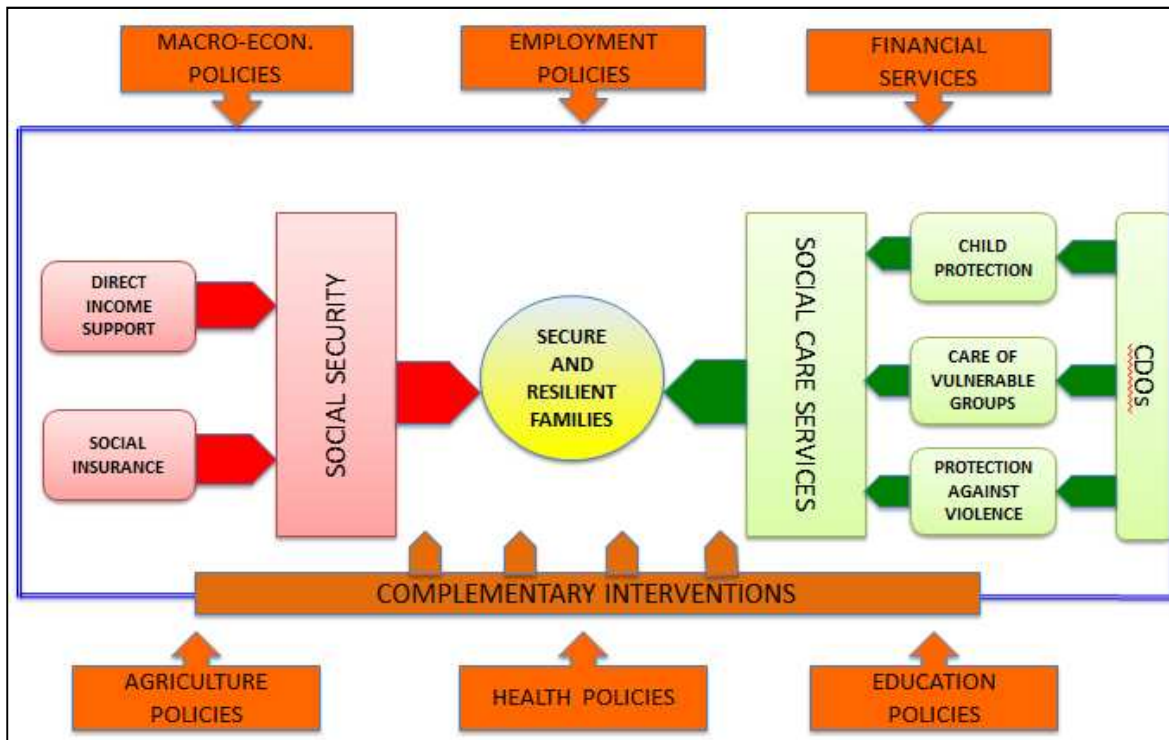 MACRO-ECON.
POLICIES
EMPLOYMENT
POLICIES
FINANCIAL
SERVICES
DIRECT
INCOME
SUPPORT
SOCIAL
INSURANCE
SOCIAL SECURITY
SECURE
AND
RESILIENT
FAMILIES
SOCIAL CARE SERVICES
CHILD
PROTECTION
CARE OF
VULNERABLE
GROUPS
PROTECTION
AGAINST
VIOLENCE
CDOs
COMPLEMENTARY INTERVENTIONS
AGRICULTURE
POLICIES
HEALTH POLICIES
EDUCATION
POLICIES